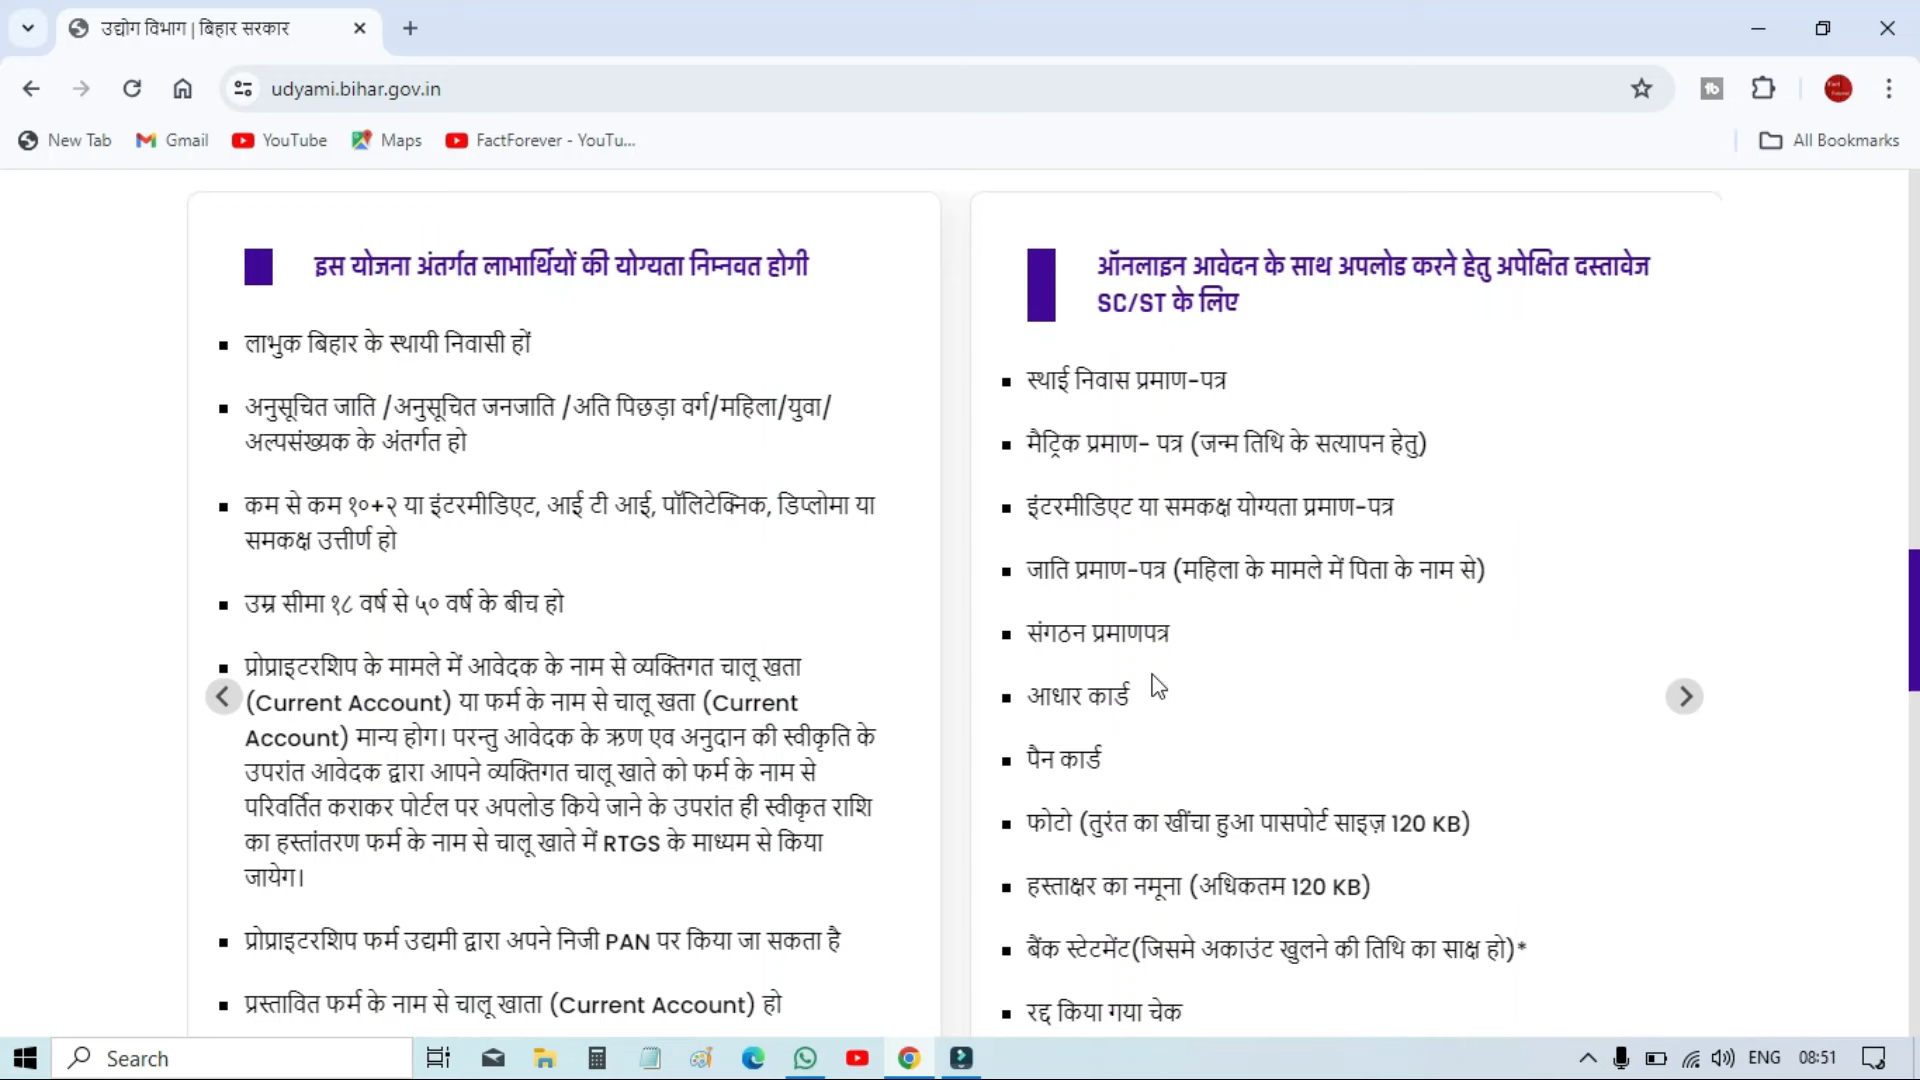 उद्योग विभाग | बिहार सरकार
udyami.bihar.gov.in
New Tab
Gmail
YouTube
Maps
FactForever - YouTu...
All Bookmarks
इस योजना अंतर्गत लाभार्थियों की योग्यता निम्नवत होगी
लाभुक बिहार के स्थायी निवासी हों
अनुसूचित जाति /अनुसूचित जनजाति /अति पिछड़ा वर्ग/महिला/युवा/
अल्पसंख्यक के अंतर्गत हो
कम से कम १०+२ या इंटरमीडिएट, आई टी आई, पॉलिटेक्निक, डिप्लोमा या
समकक्ष उत्तीर्ण हो
उम्र सीमा १८ वर्ष से ५० वर्ष के बीच हो
प्रोप्राइटरशिप के मामले में आवेदक के नाम से व्यक्तिगत चालू खता
(Current Account) या फर्म के नाम से चालू खता (Current
Account) मान्य होग। परन्तु आवेदक के ऋण एव अनुदान की स्वीकृति के
उपरांत आवेदक द्वारा आपने व्यक्तिगत चालू खाते को फर्म के नाम से
परिवर्तित कराकर पोर्टल पर अपलोड किये जाने के उपरांत ही स्वीकृत राशि
का हस्तांतरण फर्म के नाम से चालू खाते में RTGS के माध्यम से किया
जायेग।
प्रोप्राइटरशिप फर्म उद्यमी द्वारा अपने निजी PAN पर किया जा सकता है
प्रस्तावित फर्म के नाम से चालू खाता (Current Account) हो
ऑनलाइन आवेदन के साथ अपलोड करने हेतु अपेक्षित दस्तावेज
SC/ST के लिए
स्थाई निवास प्रमाण-पत्र
मैट्रिक प्रमाण- पत्र (जन्म तिथि के सत्यापन हेतु)
इंटरमीडिएट या समकक्ष योग्यता प्रमाण-पत्र
जाति प्रमाण-पत्र (महिला के मामले में पिता के नाम से)
संगठन प्रमाणपत्र
आधार कार्ड
पैन कार्ड
फोटो (तुरंत का खींचा हुआ पासपोर्ट साइज़ 120 KB)
हस्ताक्षर का नमूना (अधिकतम 120 KB)
बैंक स्टेटमेंट(जिसमे अकाउंट खुलने की तिथि का साक्ष हो)*
रद्द किया गया चेक
Search
ENG
08:51